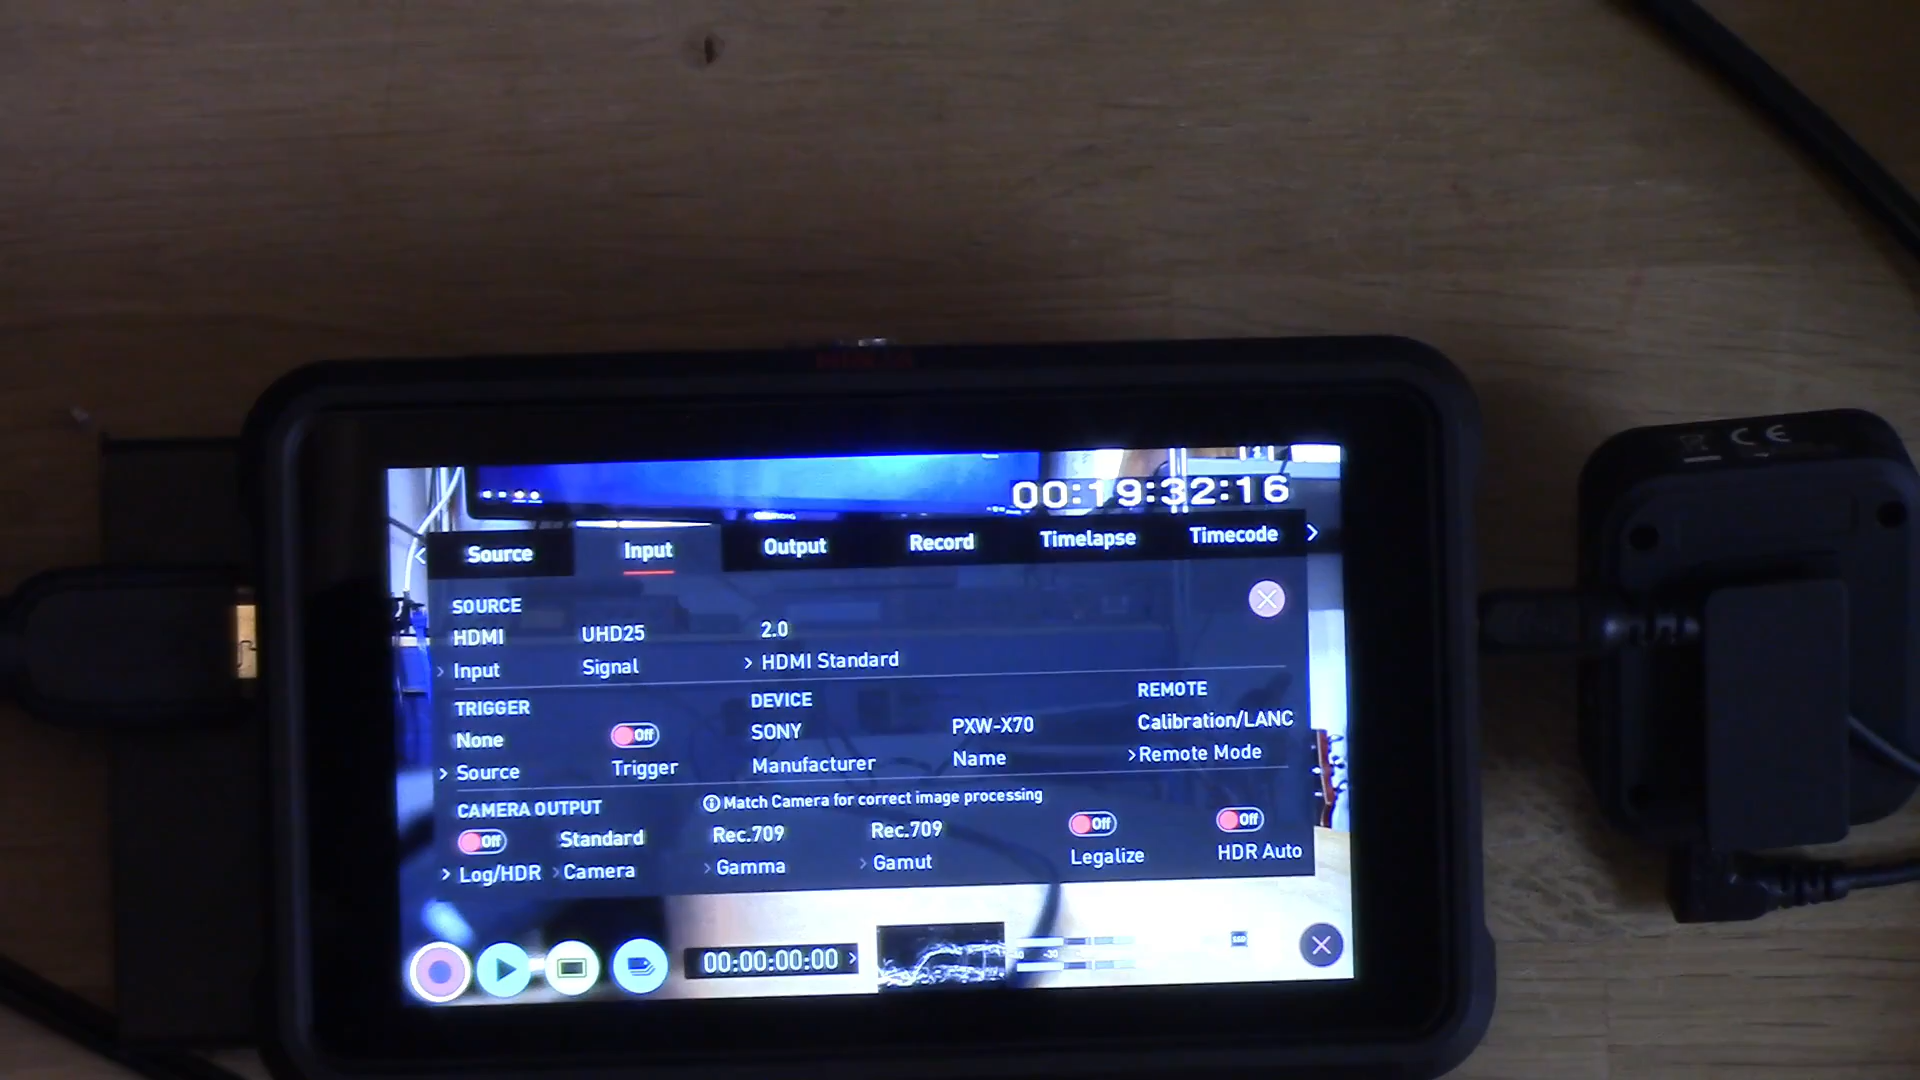 00:19:32:16
Source Input Output Record Timelapse Timecode
SOURCE
HDMI UHD25 2.0
Input Signal HDMI Standard
TRIGGER DEVICE REMOTE
None Off SONY PXW-X70 Calibration/LANC
Source Trigger Manufacturer Name Remote Mode
CAMERA OUTPUT Match Camera for correct image processing
Off Standard Rec.709 Rec.709 Off Off
Log/HDR Camera Gamma Gamut Legalize HDR Auto
00:00:00:00
-30
CE